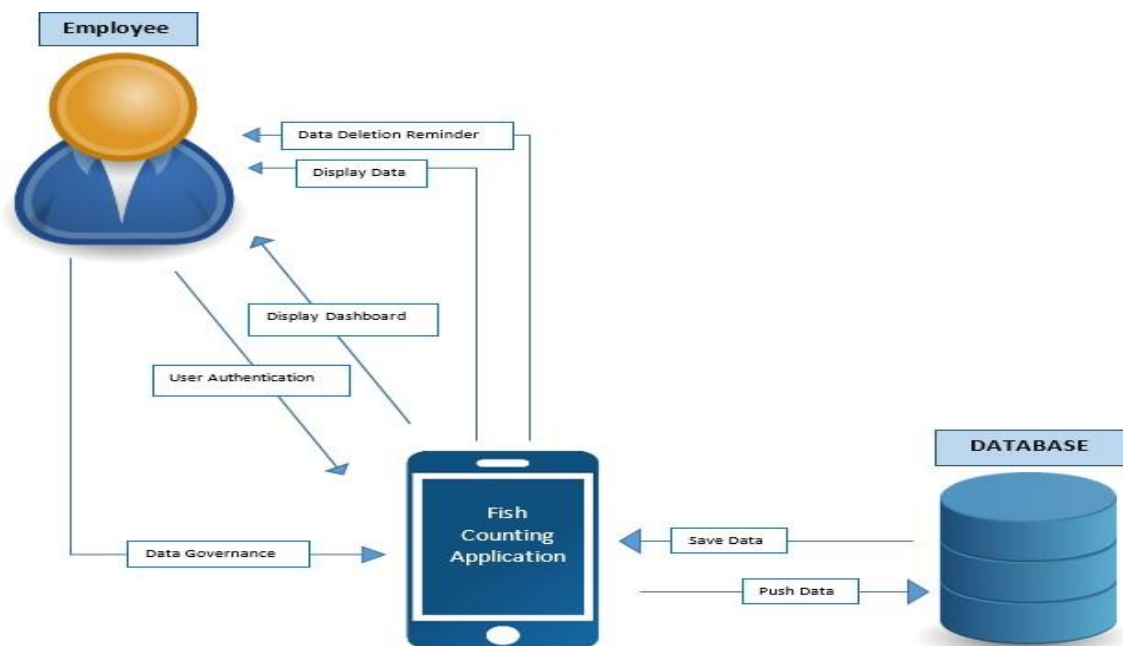 Employee
Data Deletion Reminder
Display Data
Display Dashboard
User Authentication
Fish
Counting
Application
DATABASE
Save Data
Data Governance
Push Data